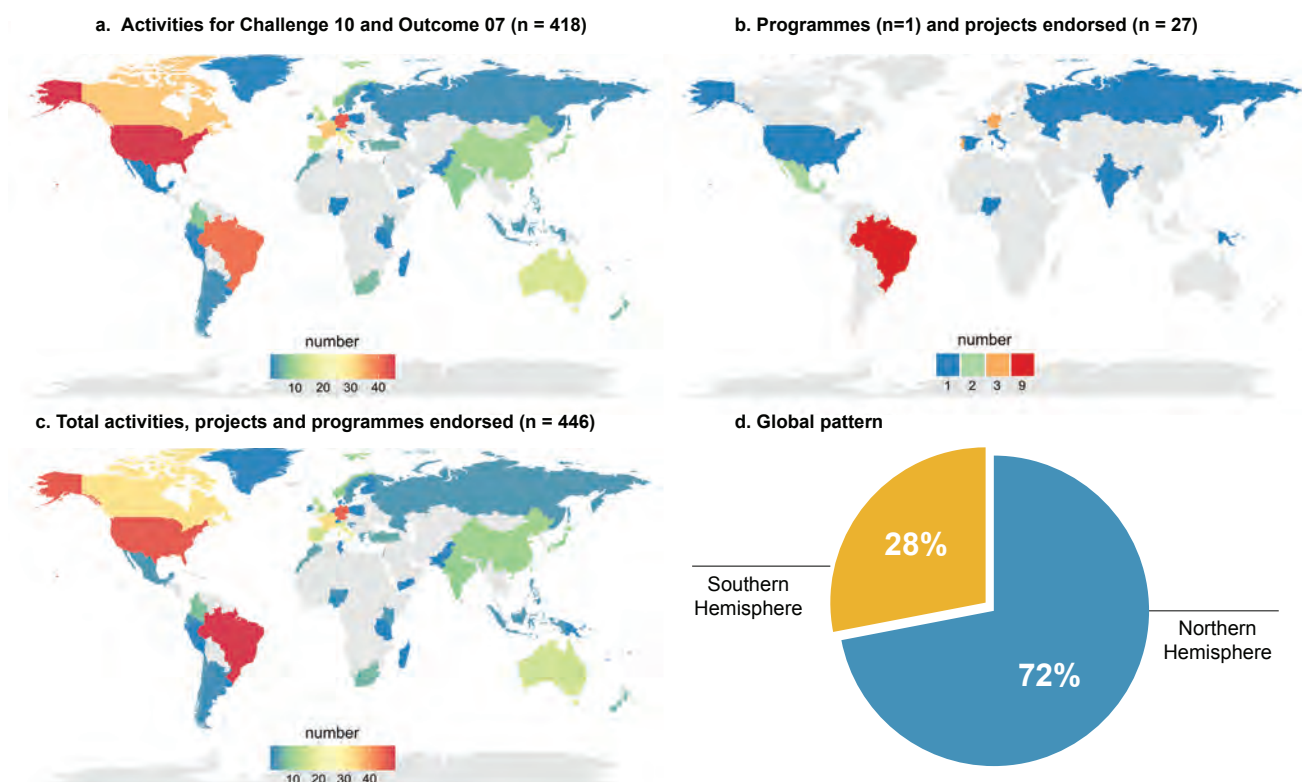 a. Activities for Challenge 10 and Outcome 07 (n = 418)
b. Programmes (n=1) and projects endorsed (n = 27)
number
10 20 30 40
number
1 2 3 9
c. Total activities, projects and programmes endorsed (n = 446)
d. Global pattern
28%
Southern
Hemisphere
Northern
Hemisphere
72%
number
10 20 30 40